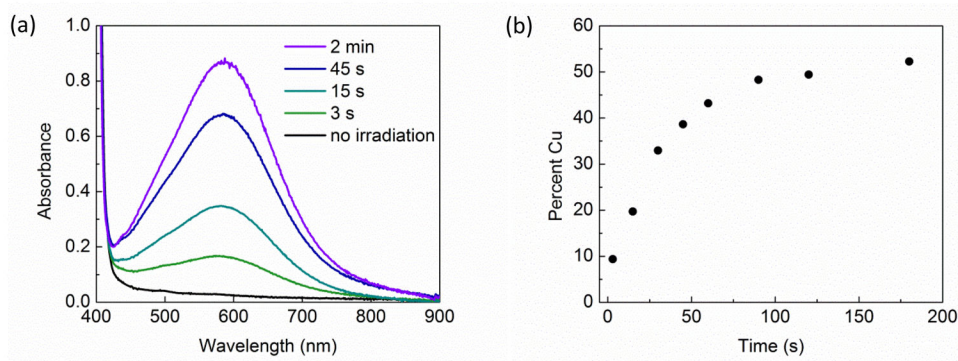 (a)
1.0
0.8
0.6
0.4
0.2
0.0
Absorbance
2 min
45 s
15 s
3 s
no irradiation
400 500 600 700 800 900
Wavelength (nm)
(b)
60
50
40
30
20
10
0
Percent Cu
0 50 100 150 200
Time (s)